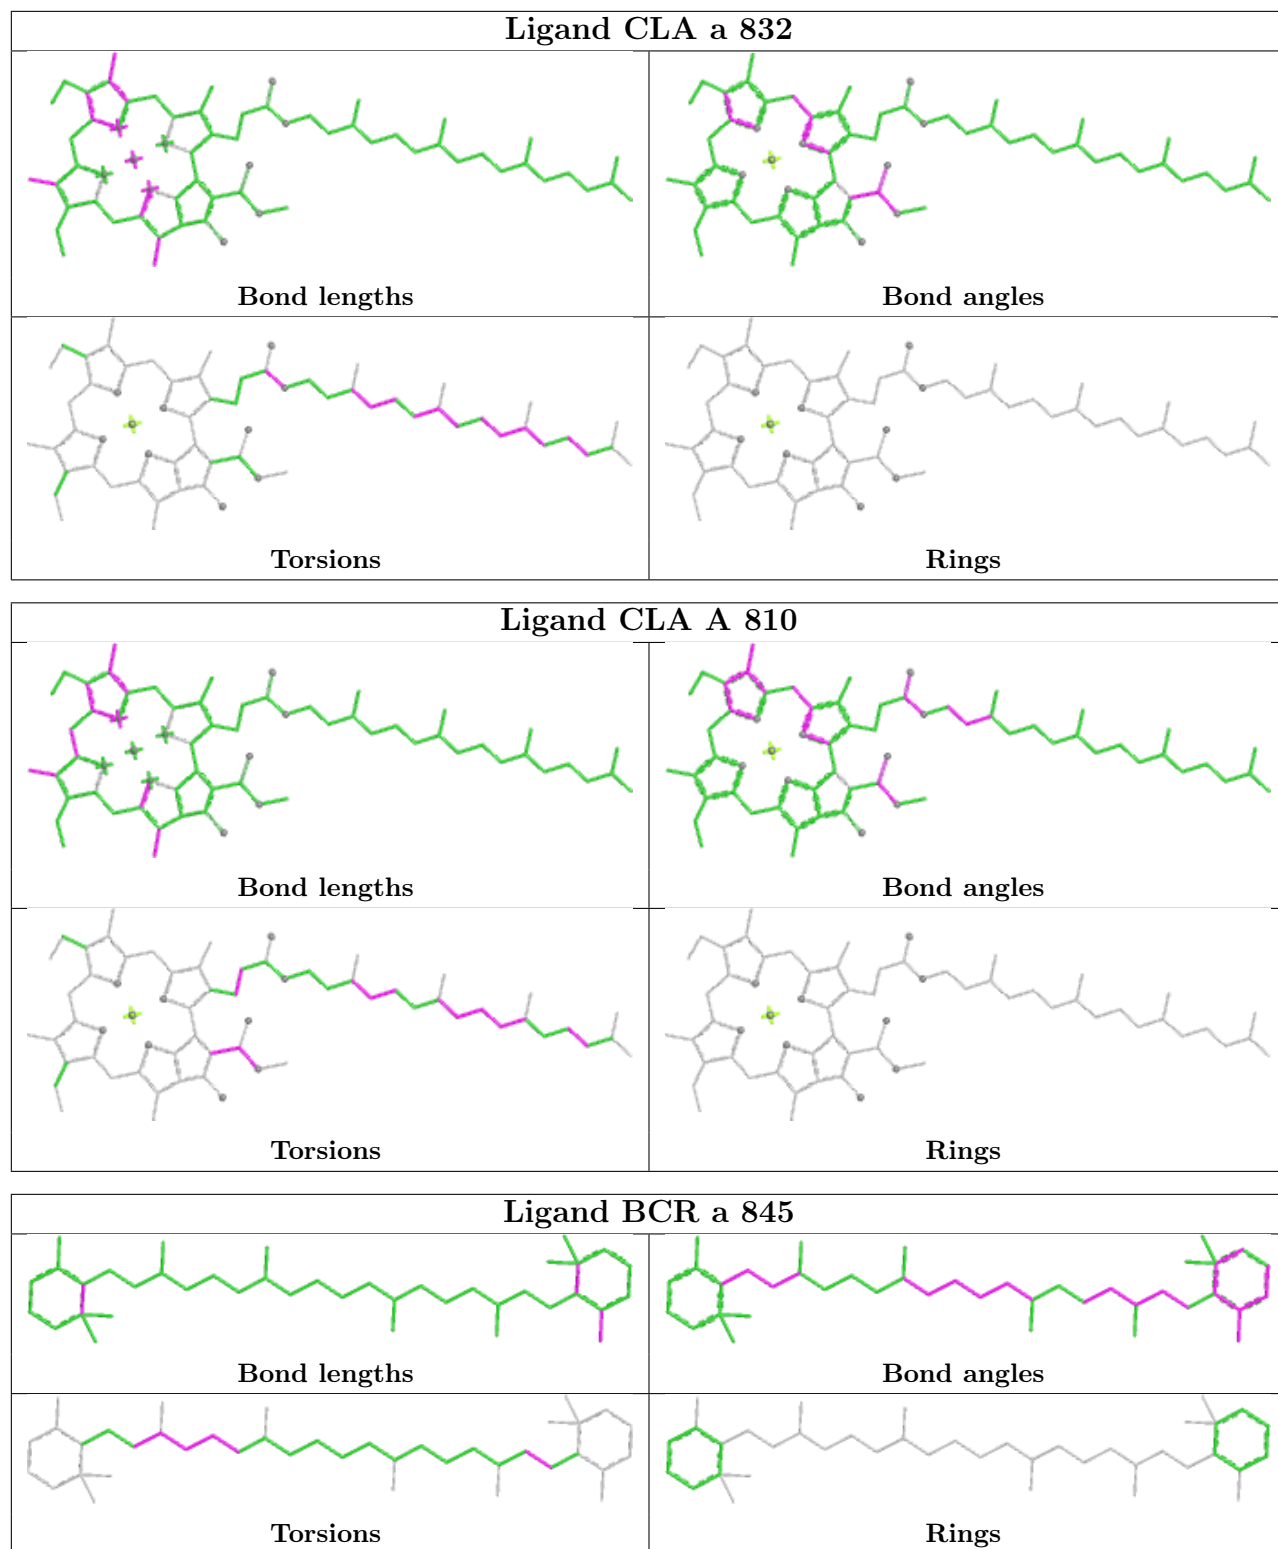 Ligand CLA a 832
Bond lengths
Bond angles
Torsions
Rings
Ligand CLA A 810
Bond lengths
Bond angles
Torsions
Rings
Ligand BCR a 845
Bond lengths
Bond angles
Torsions
Rings